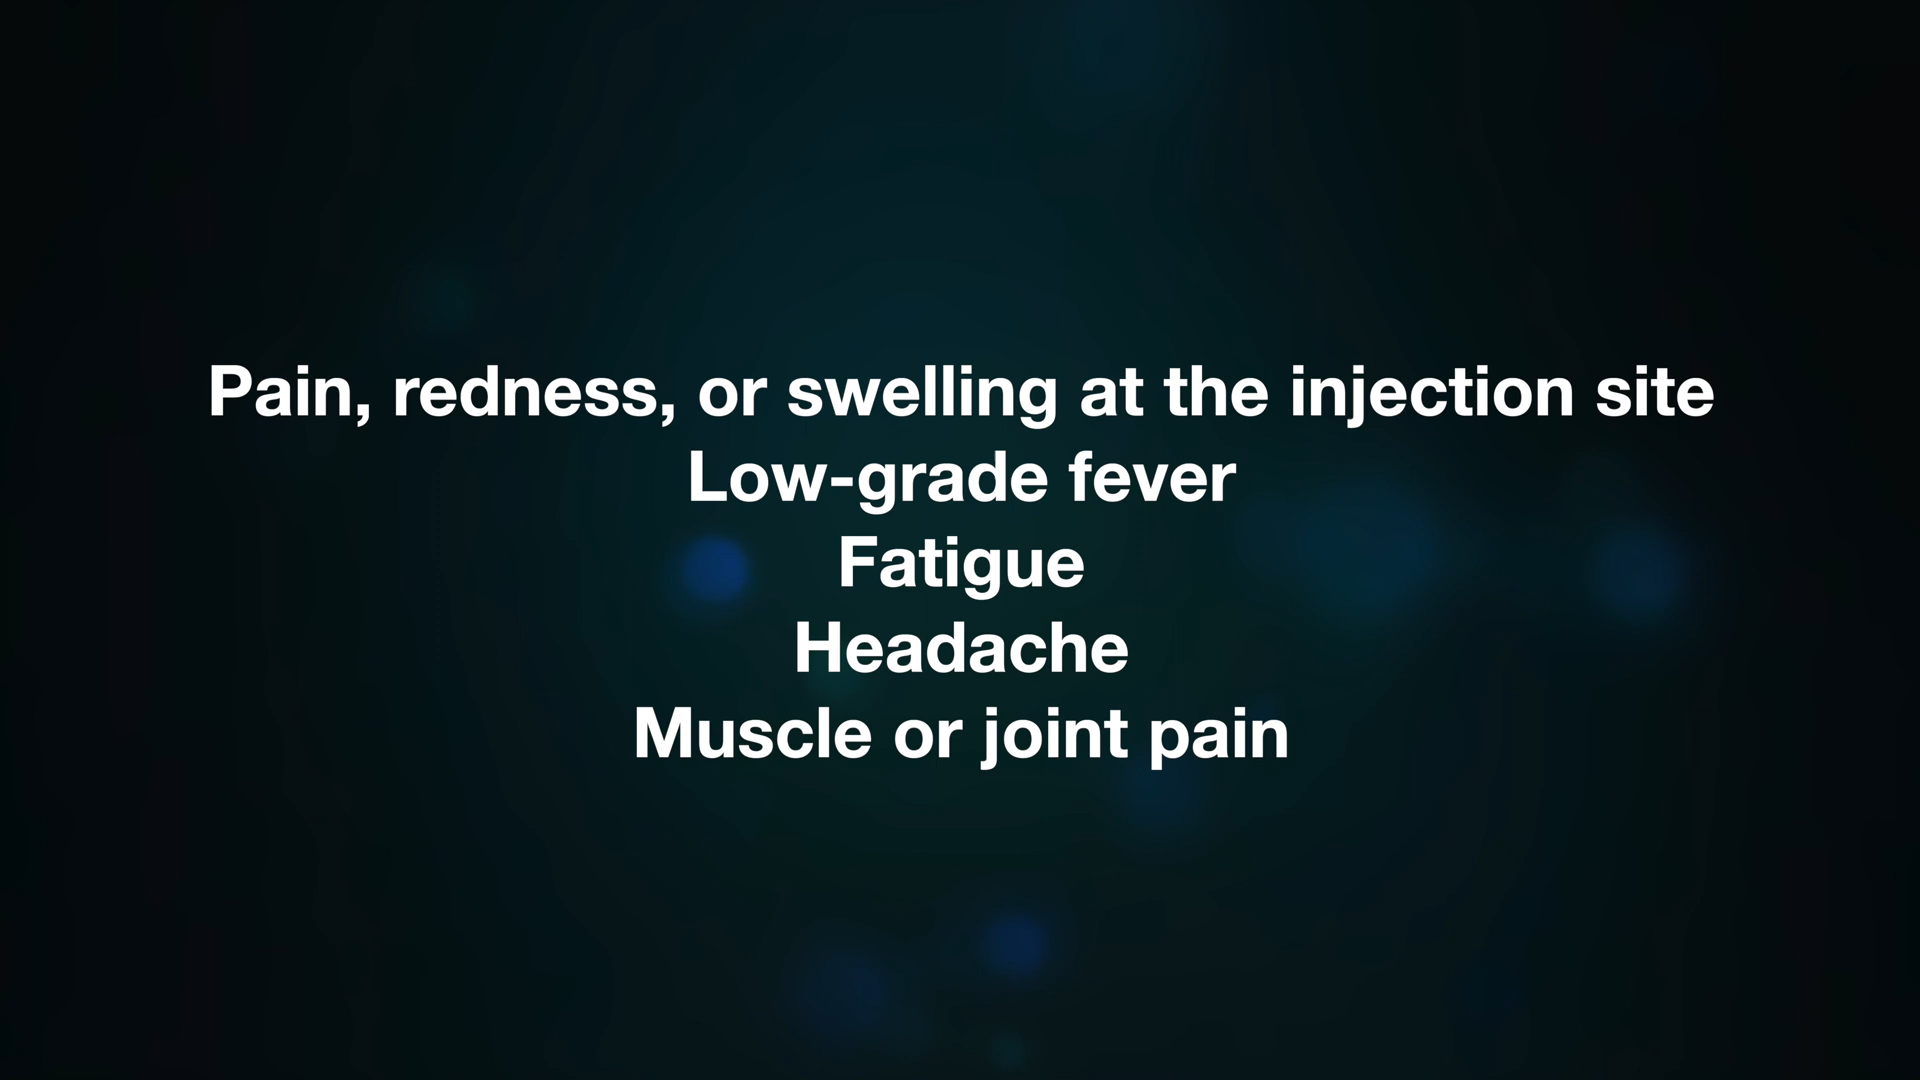 Pain, redness, or swelling at the injection site
Low-grade fever
Fatigue
Headache
Muscle or joint pain